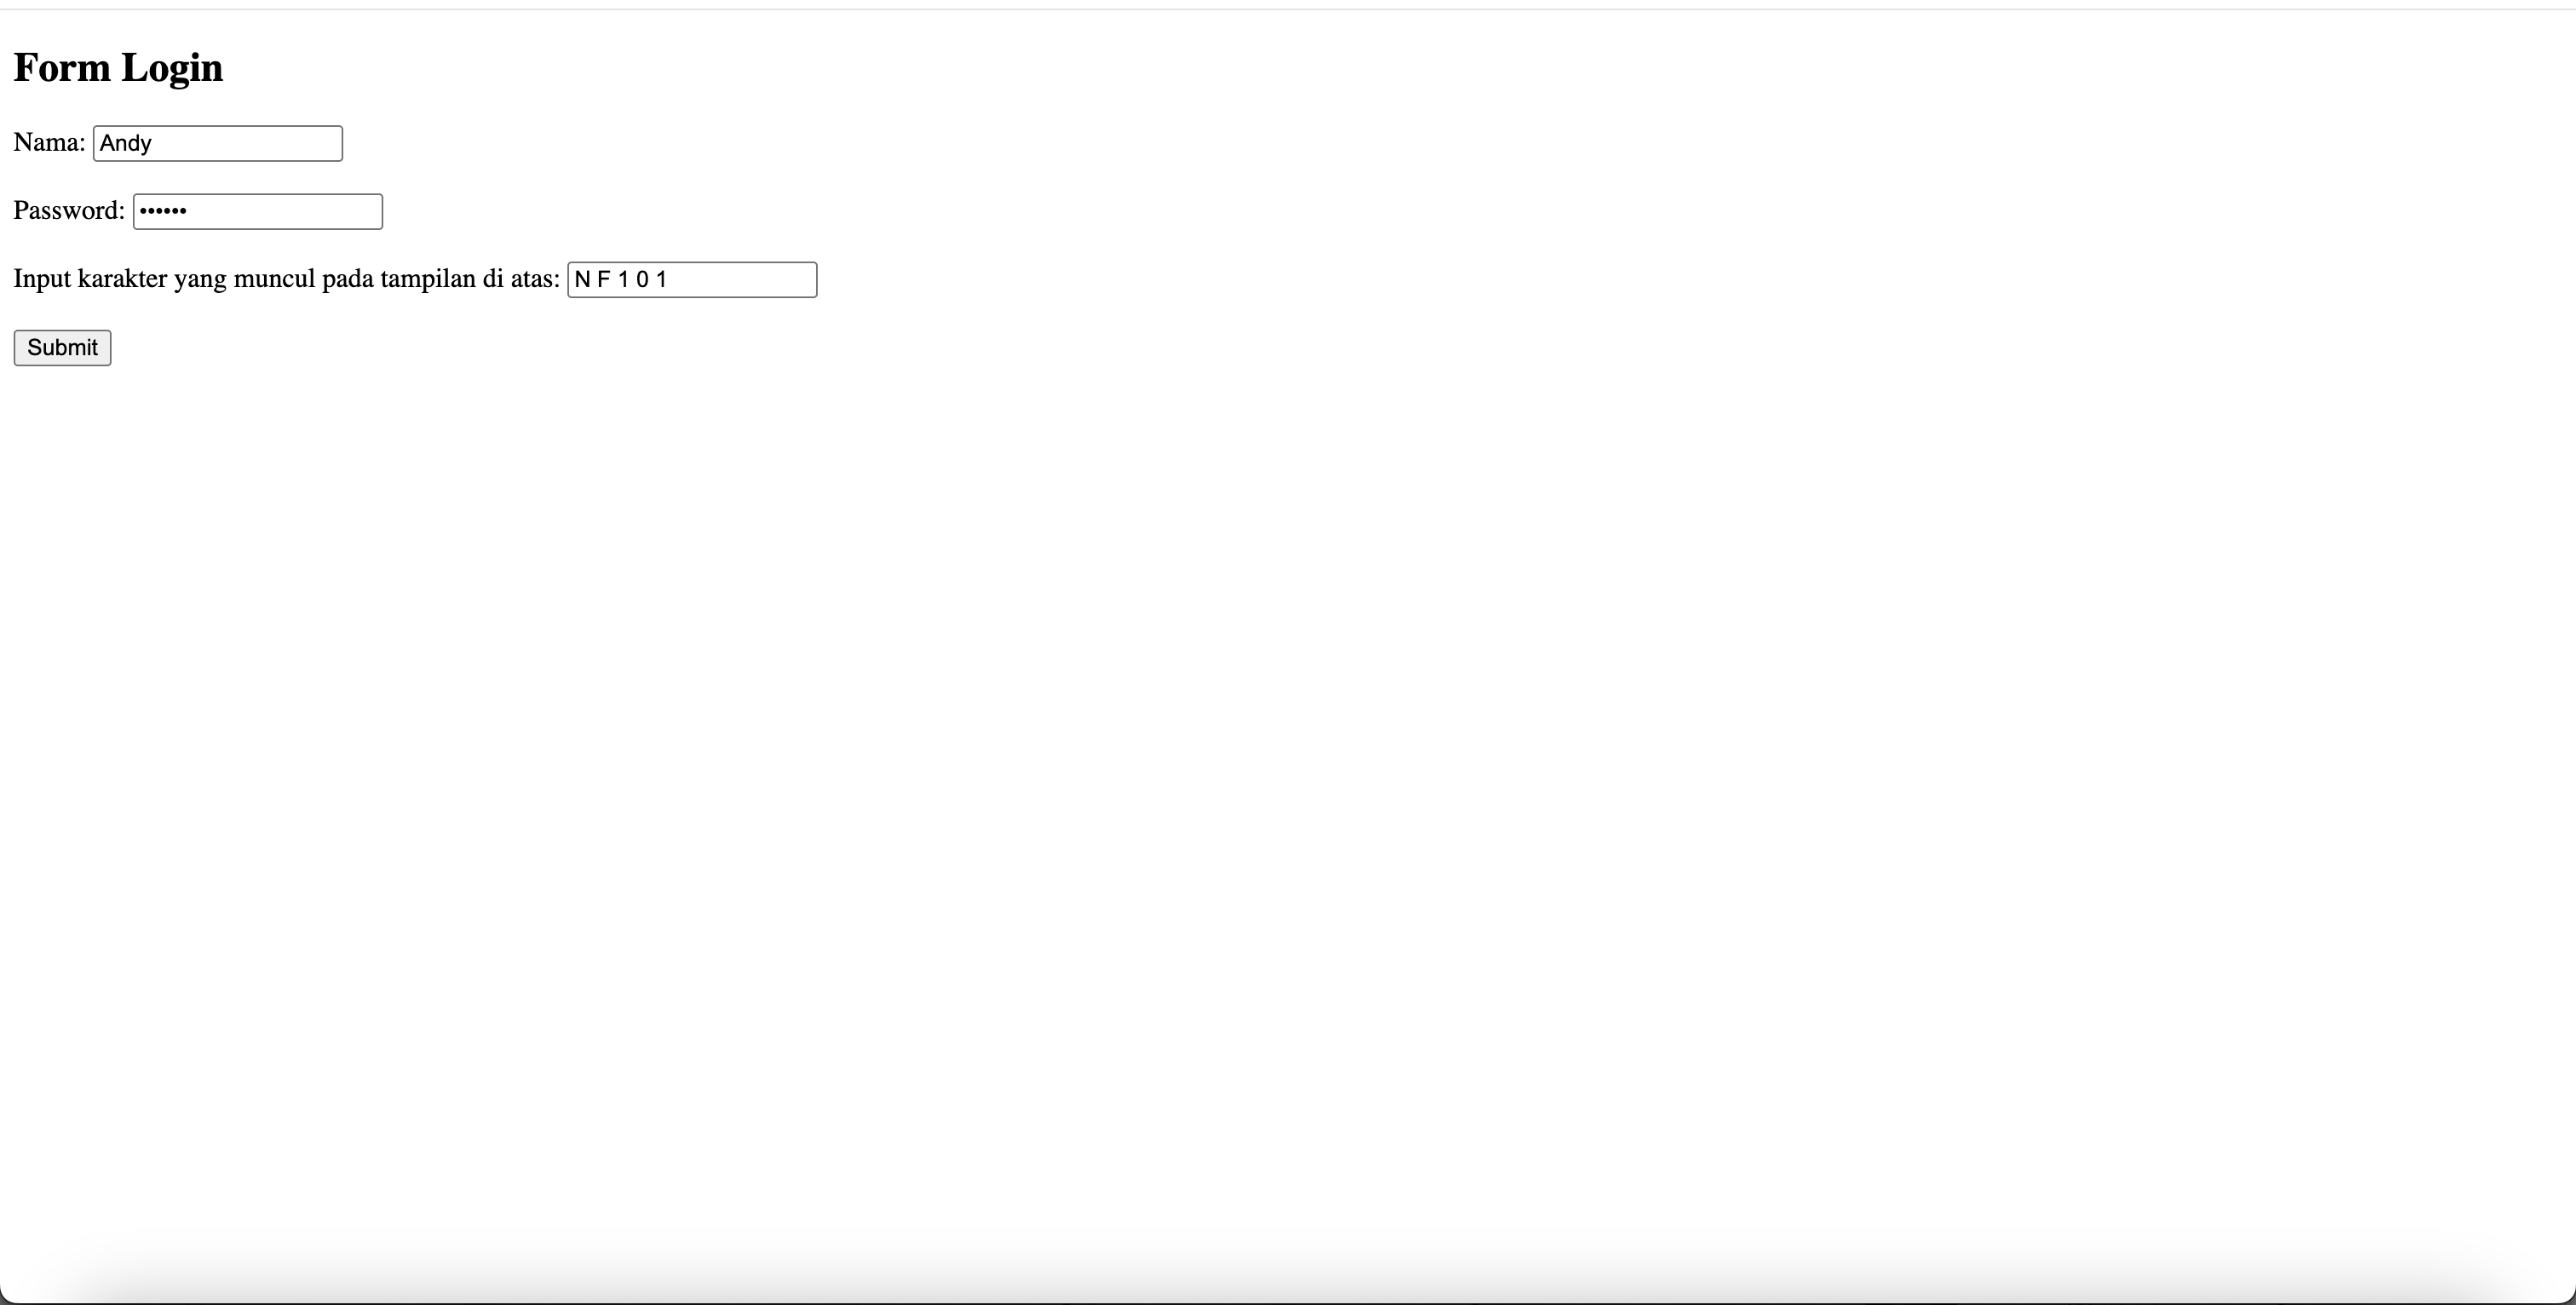 Form Login
Nama: Andy
Password: ••••••
Input karakter yang muncul pada tampilan di atas: N F 1 0 1
Submit